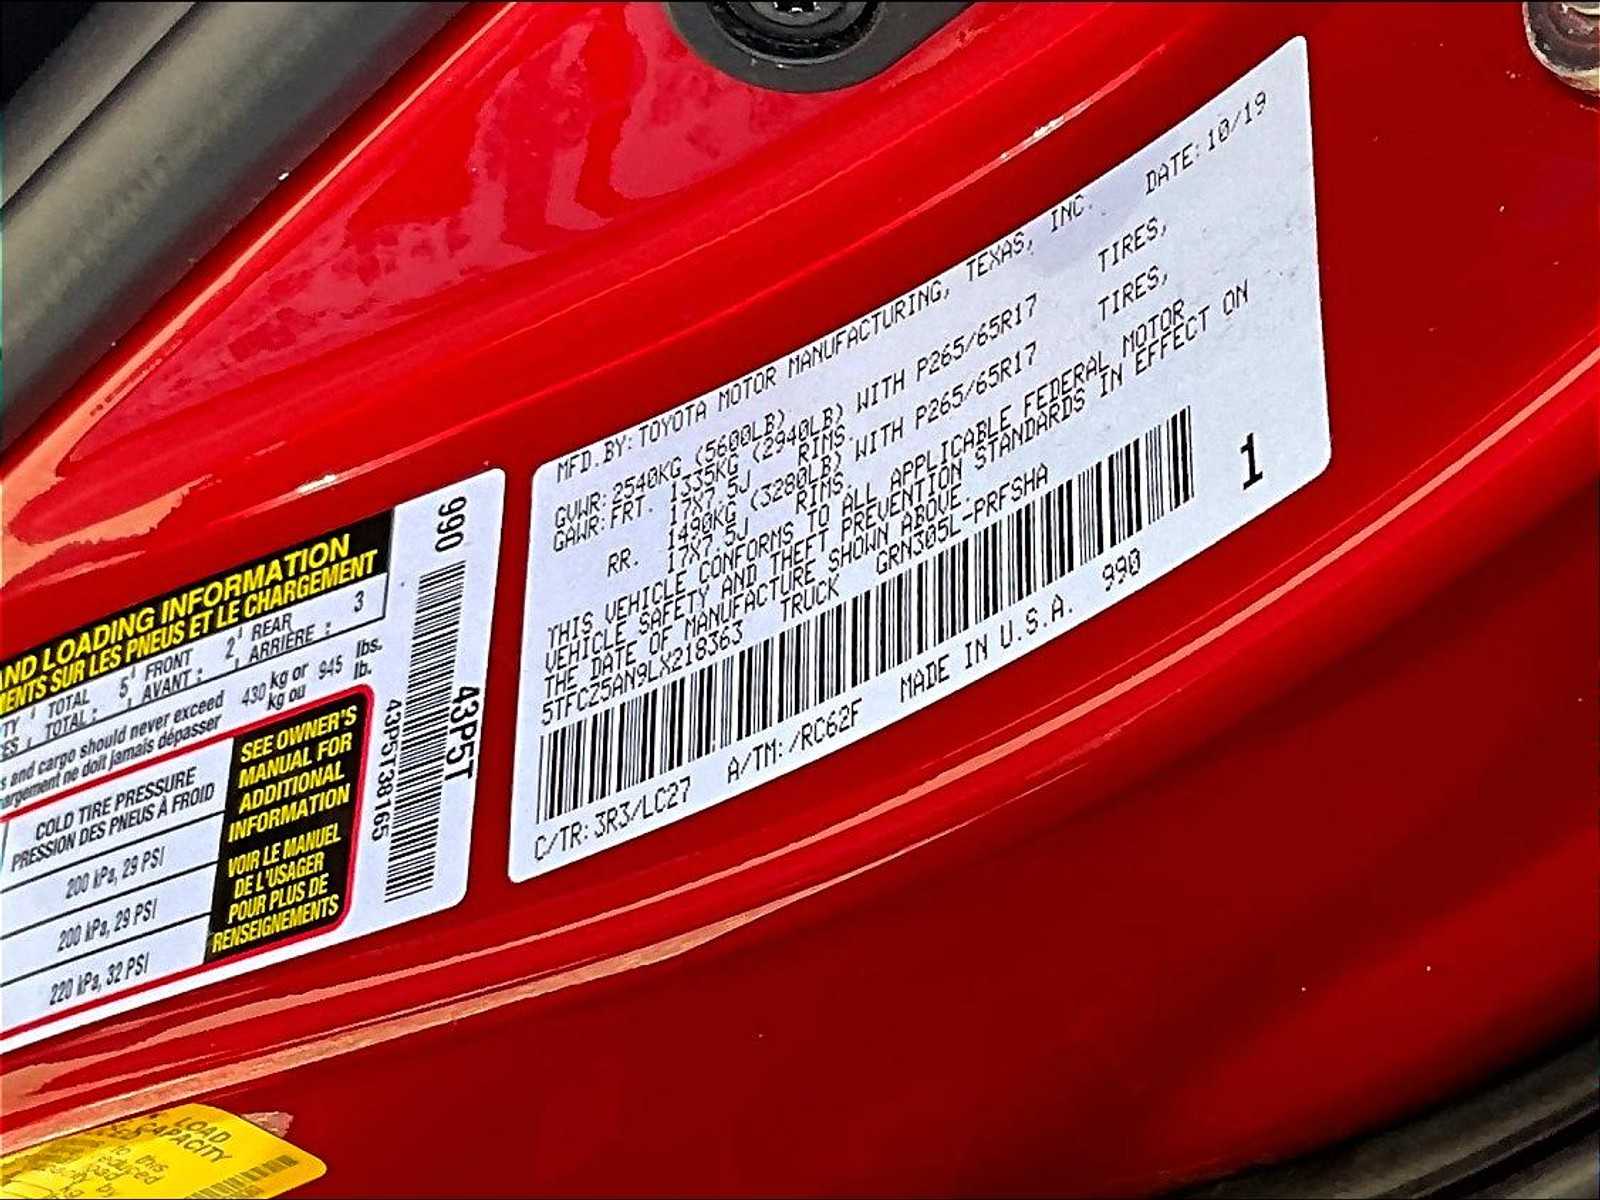 MFD.BY: TOYOTA MOTOR MANUFACTURING, TEXAS, INC. DATE: 10/19
GVWR: 2540KG (5600LB)
GAWR: FRT. 1335KG (2940LB) WITH P265/65R17 TIRES,
17X7.5J RIMS.
RR. 1490KG (3280LB) WITH P265/65R17 TIRES,
17X7.5J RIMS.
THIS VEHICLE CONFORMS TO ALL APPLICABLE FEDERAL MOTOR
VEHICLE SAFETY AND THEFT PREVENTION STANDARDS IN EFFECT ON
THE DATE OF MANUFACTURE SHOWN ABOVE.
5TFCZ5AN9LX218363 TRUCK GRN305L-PRFSHA
1
C/TR: 3R3/LC27 A/TM: /RC62F MADE IN U.S.A. 990
AND LOADING INFORMATION
SUR LES PNEUS ET LE CHARGEMENT
TOTAL 5 FRONT 2 REAR 3
TOTAL : AVANT : ARRIÈRE :
and cargo should never exceed 430 kg or 945 lbs.
ne doit jamais dépasser kg ou lb.
COLD TIRE PRESSURE
PRESSION DES PNEUS À FROID
200 kPa, 29 PSI
200 kPa, 29 PSI
220 kPa, 32 PSI
SEE OWNER'S
MANUAL FOR
ADDITIONAL
INFORMATION
VOIR LE MANUEL
DE L'USAGER
POUR PLUS DE
RENSEIGNEMENTS
990 43P5T
43P5T38165
LOAD
CAPACITY
to this
reduced
by